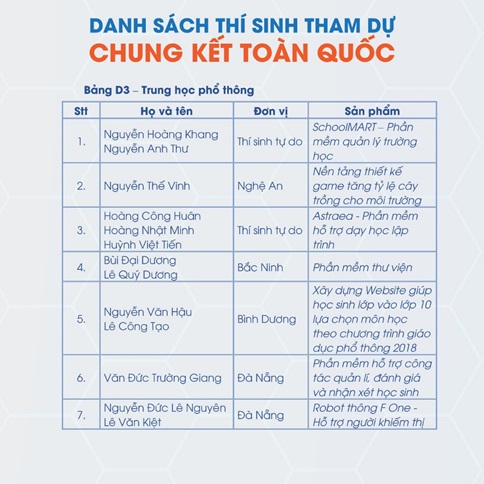 DANH SÁCH THÍ SINH THAM DỰ
CHUNG KẾT TOÀN QUỐC
Bảng D3 – Trung học phổ thông
Stt Họ và tên Đơn vị Sản phẩm
1. Nguyễn Hoàng Khang
Nguyễn Anh Thư
Thí sinh tự do
SchoolMART – Phần
mềm quản lý trường
học
2. Nguyễn Thế Vinh
Nghệ An
Nền tảng thiết kế
game tăng tỷ lệ cây
trồng cho môi trường
3. Hoàng Công Huân
Hoàng Nhật Minh
Huỳnh Việt Tiến
Thí sinh tự do
Astraea - Phần mềm
hỗ trợ dạy học lập
trình
4. Bùi Đại Dương
Lê Quý Dương
Bắc Ninh
Phần mềm thư viện
5. Nguyễn Văn Hậu
Lê Công Tạo
Bình Dương
Xây dựng Website giúp
học sinh lớp vào lớp 10
lựa chọn môn học
theo chương trình giáo
dục phổ thông 2018
6. Văn Đức Trường Giang
Đà Nẵng
Phần mềm hỗ trợ công
tác quản lí, đánh giá
và nhận xét học sinh
7. Nguyễn Đức Lê Nguyên
Lê Văn Kiệt
Đà Nẵng
Robot thông F One -
Hỗ trợ người khiếm thị